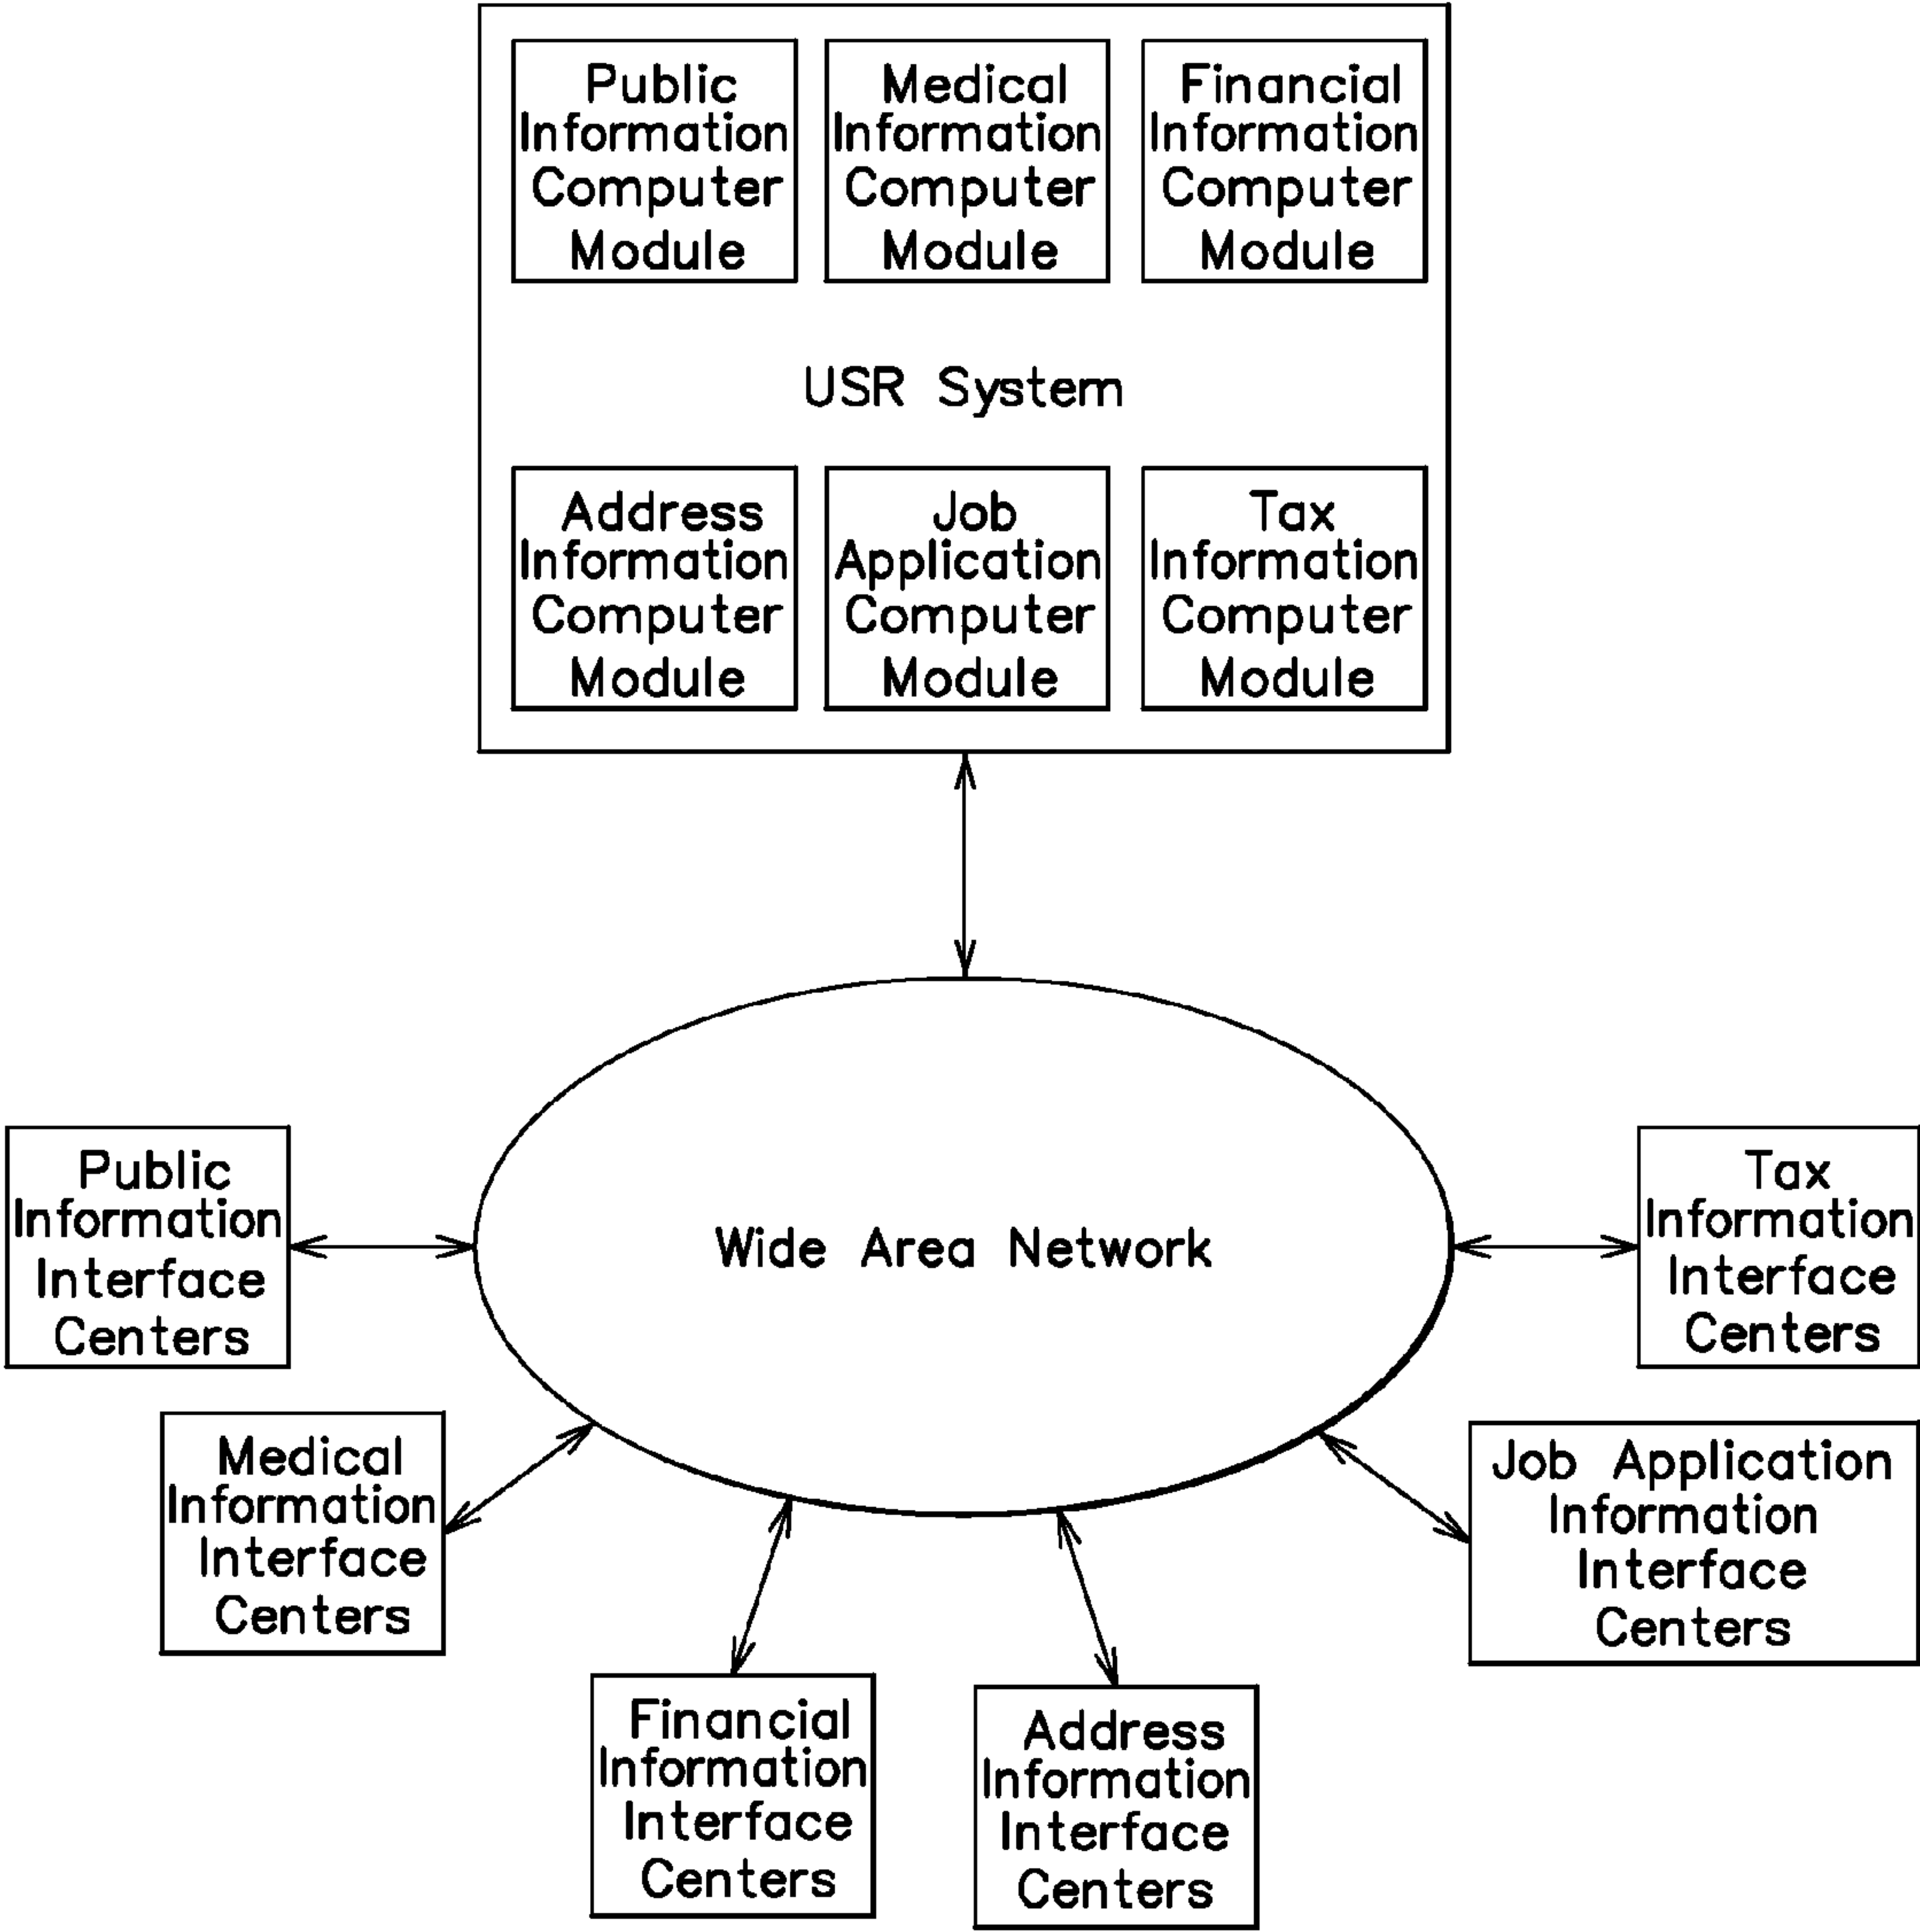 Public
Information
Computer
Module
Medical
Information
Computer
Module
Financial
Information
Computer
Module
USR System
Address
Information
Computer
Module
Job
Application
Computer
Module
Tax
Information
Computer
Module
Wide Area Network
Public
Information
Interface
Centers
Tax
Information
Interface
Centers
Medical
Information
Interface
Centers
Job Application
Information
Interface
Centers
Financial
Information
Interface
Centers
Address
Information
Interface
Centers